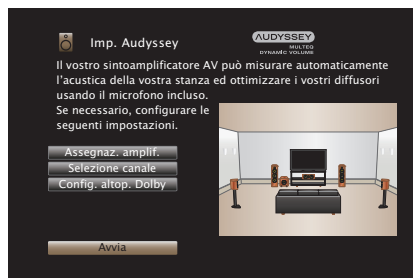 Imp. Audyssey
AUDYSSEY
MULTEQ
DYNAMIC VOLUME
Il vostro sintoamplificatore AV può misurare automaticamente
l'acustica della vostra stanza ed ottimizzare i vostri diffusori
usando il microfono incluso.
Se necessario, configurare le
seguenti impostazioni.
Assegnaz. amplif.
Selezione canale
Config. altop. Dolby
Avvia